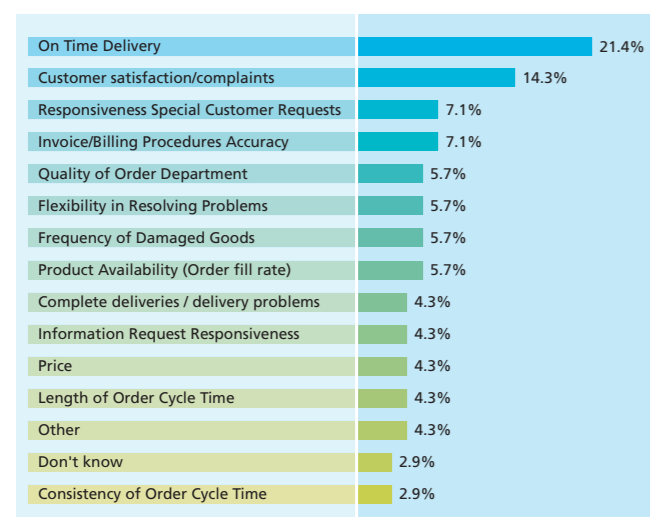 On Time Delivery 21.4%
Customer satisfaction/complaints 14.3%
Responsiveness Special Customer Requests 7.1%
Invoice/Billing Procedures Accuracy 7.1%
Quality of Order Department 5.7%
Flexibility in Resolving Problems 5.7%
Frequency of Damaged Goods 5.7%
Product Availability (Order fill rate) 5.7%
Complete deliveries / delivery problems 4.3%
Information Request Responsiveness 4.3%
Price 4.3%
Length of Order Cycle Time 4.3%
Other 4.3%
Don't know 2.9%
Consistency of Order Cycle Time 2.9%